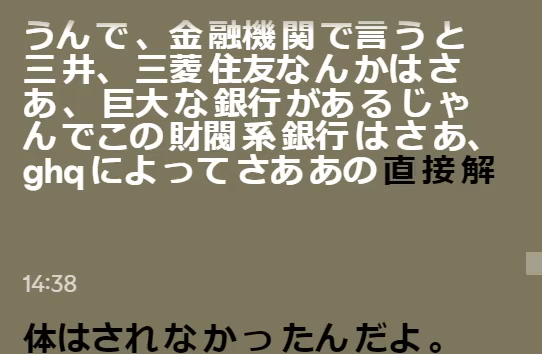 うんで、金融機関で言うと
三井、三菱住友なんかはさ
あ、巨大な銀行があるじゃ
んでこの財閥系銀行はさあ、
ghqによってさああの直接解
14:38
体はされなかったんだよ。